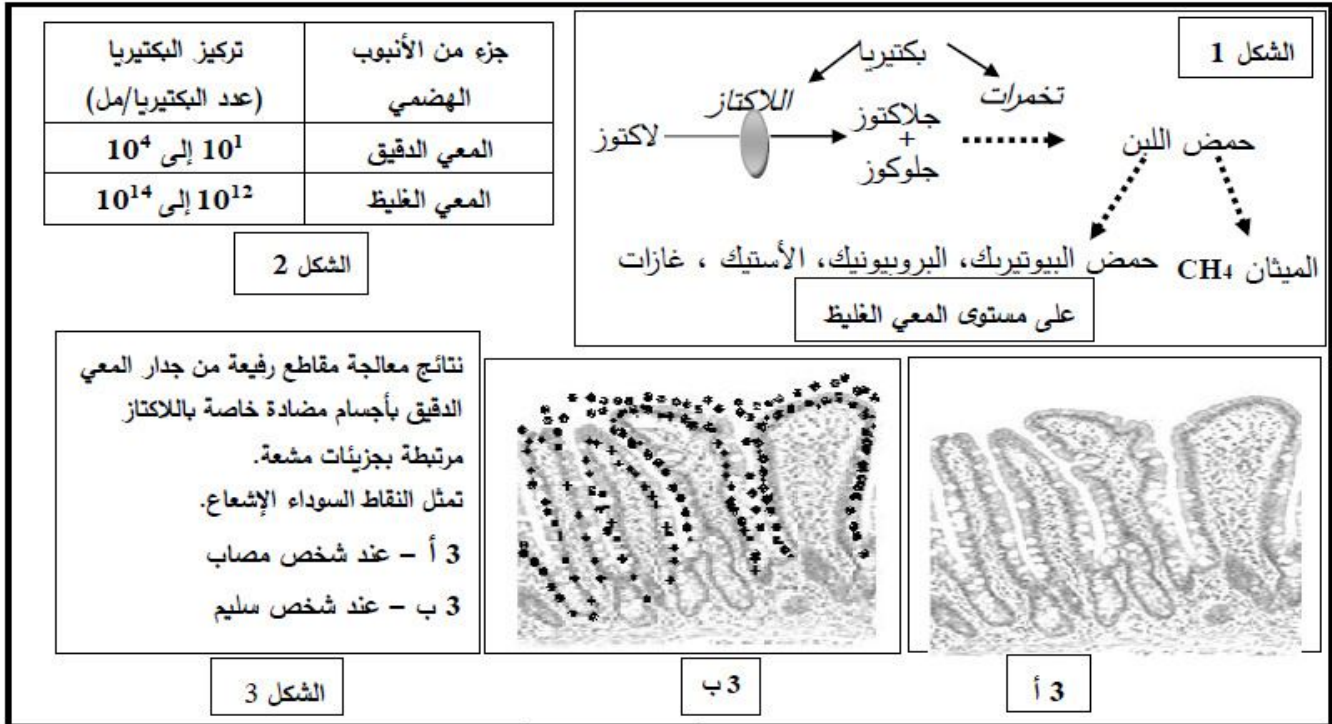 الشكل 1
بكتيريا
اللاكتاز
تخمرات
لاكتوز
جلاكتوز
+
جلوكوز
حمض اللبن
الميثان CH4
حمض البيوتيريك، البروبيونيك، الأستيك ، غازات
على مستوى المعي الغليظ
جزء من الأنبوب تركيز البكتيريا
الهضمي (عدد البكتيريا/مل)
المعي الدقيق 10¹ إلى 10⁴
المعي الغليظ 10¹² إلى 10¹⁴
الشكل 2
3 أ
3 ب
نتائج معالجة مقاطع رفيعة من جدار المعي
الدقيق بأجسام مضادة خاصة باللاكتاز
مرتبطة بجزيئات مشعة.
تمثل النقاط السوداء الإشعاع.
3 أ – عند شخص مصاب
3 ب – عند شخص سليم
الشكل 3